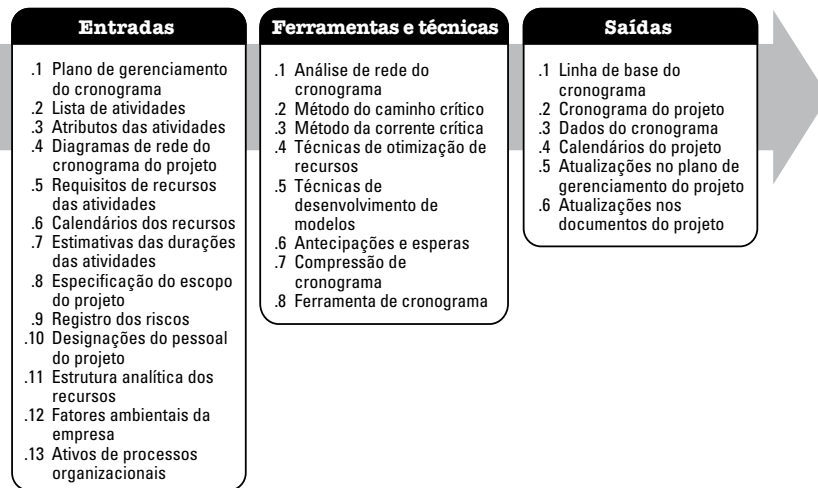 Entradas
.1 Plano de gerenciamento
do cronograma
.2 Lista de atividades
.3 Atributos das atividades
.4 Diagramas de rede do
cronograma do projeto
.5 Requisitos de recursos
das atividades
.6 Calendários dos recursos
.7 Estimativas das durações
das atividades
.8 Especificação do escopo
do projeto
.9 Registro dos riscos
.10 Designações do pessoal
do projeto
.11 Estrutura analítica dos
recursos
.12 Fatores ambientais da
empresa
.13 Ativos de processos
organizacionais
Ferramentas e técnicas
.1 Análise de rede do
cronograma
.2 Método do caminho crítico
.3 Método da corrente crítica
.4 Técnicas de otimização de
recursos
.5 Técnicas de
desenvolvimento de
modelos
.6 Antecipações e esperas
.7 Compressão de
cronograma
.8 Ferramenta de cronograma
Saídas
.1 Linha de base do
cronograma
.2 Cronograma do projeto
.3 Dados do cronograma
.4 Calendários do projeto
.5 Atualizações no plano de
gerenciamento do projeto
.6 Atualizações nos
documentos do projeto